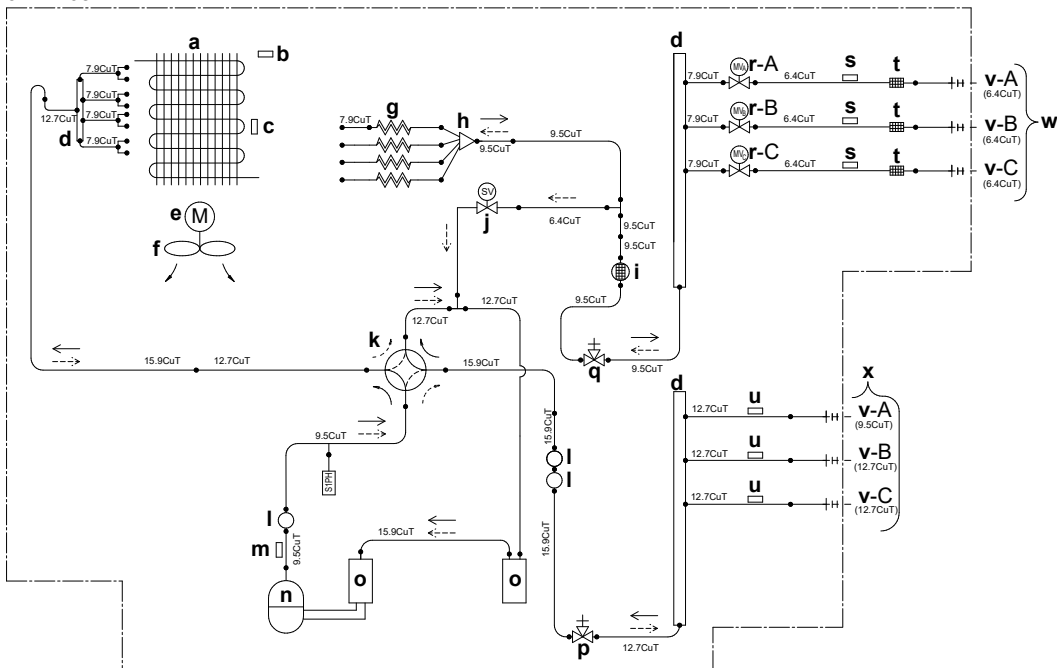 a
b
7.9CuT
7.9CuT
7.9CuT
7.9CuT
12.7CuT
d
c
e M
f
7.9CuT
g
h
9.5CuT
9.5CuT
SV
j
6.4CuT
9.5CuT
9.5CuT
i
9.5CuT
q
9.5CuT
d
7.9CuT
r-A
6.4CuT
s
t
v-A
(6.4CuT)
7.9CuT
r-B
6.4CuT
s
t
v-B
(6.4CuT)
7.9CuT
r-C
6.4CuT
s
t
v-C
(6.4CuT)
w
12.7CuT
12.7CuT
k
15.9CuT
12.7CuT
15.9CuT
9.5CuT
S1PH
l
m
9.5CuT
n
15.9CuT
o
o
15.9CuT
l
l
15.9CuT
p
12.7CuT
d
x
12.7CuT
u
v-A
(9.5CuT)
12.7CuT
u
v-B
(12.7CuT)
12.7CuT
u
v-C
(12.7CuT)